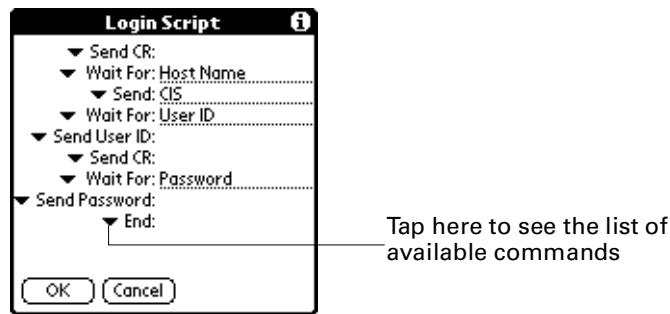 Login Script
Send CR:
Wait For: Host Name
Send: CIS
Wait For: User ID
Send User ID:
Send CR:
Wait For: Password
Send Password:
End:
Tap here to see the list of
available commands
OK Cancel